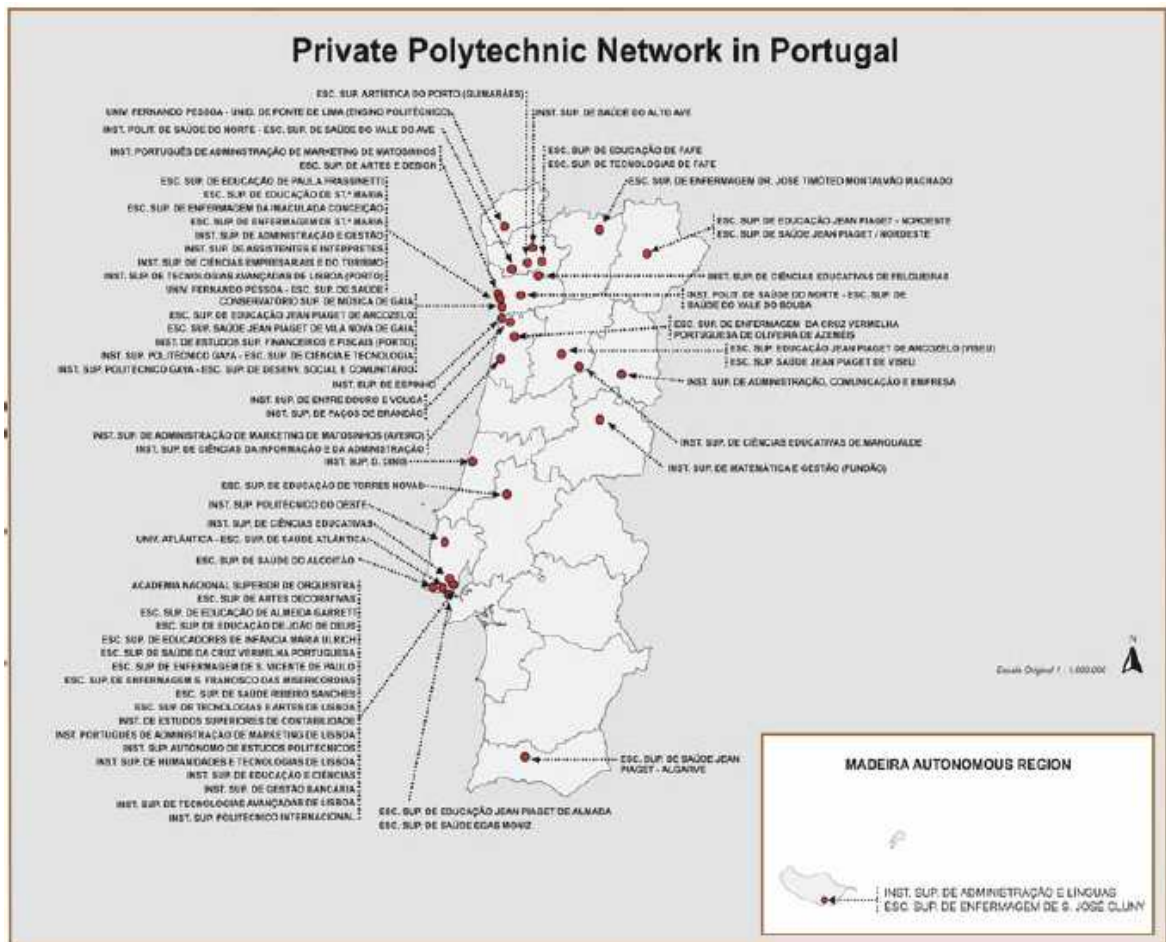 Private Polytechnic Network in Portugal
ESC. SUP. ARTÍSTICA DO PORTO (GUIMARÃES)
UNIV. FERNANDO PESSOA - UNID. DE PONTE DE LIMA (ENSINO POLITÉCNICO)
INST. SUP. DE SAÚDE DO ALTO AVE
INST. POLIT. DE SAÚDE DO NORTE - ESC. SUP. DE SAÚDE DO VALE DO AVE
INST. PORTUGUÊS DE ADMINISTRAÇÃO DE MARKETING DE MATOSINHOS
ESC. SUP. DE ARTES E DESIGN
ESC. SUP. DE EDUCAÇÃO DE FAFE
ESC. SUP. DE TECNOLOGIAS DE FAFE
ESC. SUP. DE ENFERMAGEM DR. JOSÉ TIMÓTEO MONTALVÃO MACHADO
ESC. SUP. DE EDUCAÇÃO DE PAULA FRASSINETTI
ESC. SUP. DE EDUCAÇÃO DE ST.ª MARIA
ESC. SUP. DE ENFERMAGEM DA IMACULADA CONCEIÇÃO
ESC. SUP. DE ENFERMAGEM DE ST.ª MARIA
INST. SUP. DE ADMINISTRAÇÃO E GESTÃO
INST. SUP. DE ASSISTENTES E INTERPRETES
INST. SUP. DE CIÊNCIAS EMPRESARIAIS E DO TURISMO
INST. SUP. DE TECNOLOGIAS AVANÇADAS DE LISBOA (PORTO)
UNIV. FERNANDO PESSOA - ESC. SUP. DE SAÚDE
ESC. SUP. DE EDUCAÇÃO JEAN PIAGET - NORDESTE
ESC. SUP. DE SAÚDE JEAN PIAGET / NORDESTE
INST. SUP. DE CIÊNCIAS EDUCATIVAS DE FELGUEIRAS
INST. POLIT. DE SAÚDE DO NORTE - ESC. SUP. DE
SAÚDE DO VALE DO SOUSA
CONSERVATÓRIO SUP. DE MÚSICA DE GAIA
ESC. SUP. DE EDUCAÇÃO JEAN PIAGET DE ARCOZELO
ESC. SUP. SAÚDE JEAN PIAGET DE VILA NOVA DE GAIA
INST. DE ESTUDOS SUP. FINANCEIROS E FISCAIS (PORTO)
INST. SUP. POLITÉCNICO GAYA - ESC. SUP. DE CIÊNCIA E TECNOLOGIA
INST. SUP. POLITECNICO GAYA - ESC. SUP. DE DESENV. SOCIAL E COMUNITÁRIO
ESC. SUP. DE ENFERMAGEM DA CRUZ VERMELHA
PORTUGUESA DE OLIVEIRA DE AZEMÉIS
ESC. SUP. EDUCAÇÃO JEAN PIAGET DE ARCOZELO (VISEU)
ESC. SUP. SAÚDE JEAN PIAGET DE VISEU
INST. SUP. DE ADMINISTRAÇÃO, COMUNICAÇÃO E EMPRESA
INST. SUP. DE ESPINHO
INST. SUP. DE ENTRE DOURO E VOUGA
INST. SUP. DE PAÇOS DE BRANDÃO
INST. SUP. DE ADMINISTRAÇÃO DE MARKETING DE MATOSINHOS (AVEIRO)
INST. SUP. DE CIÊNCIAS DA INFORMAÇÃO E DA ADMINISTRAÇÃO
INST. SUP. D. DINIS
INST. SUP. DE CIÊNCIAS EDUCATIVAS DE MANGUALDE
INST. SUP. DE MATEMÁTICA E GESTÃO (FUNDÃO)
ESC. SUP. DE EDUCAÇÃO DE TORRES NOVAS
INST. SUP. POLITÉCNICO DO OESTE
INST. SUP. DE CIÊNCIAS EDUCATIVAS
UNIV. ATLÂNTICA - ESC. SUP. DE SAÚDE ATLÂNTICA
ESC. SUP. DE SAÚDE DO ALCOITÃO
ACADEMIA NACIONAL SUPERIOR DE ORQUESTRA
ESC. SUP. DE ARTES DECORATIVAS
ESC. SUP. DE EDUCAÇÃO DE ALMEIDA GARRETT
ESC. SUP. DE EDUCAÇÃO DE JOÃO DE DEUS
ESC. SUP. DE EDUCADORES DE INFÂNCIA MARIA ULRICH
ESC. SUP. DE SAÚDE DA CRUZ VERMELHA PORTUGUESA
ESC. SUP. DE ENFERMAGEM DE S. VICENTE DE PAULO
ESC. SUP. DE ENFERMAGEM S. FRANCISCO DAS MISERICÓRDIAS
ESC. SUP. DE SAÚDE RIBEIRO SANCHES
ESC. SUP. DE TECNOLOGIAS E ARTES DE LISBOA
INST. DE ESTUDOS SUPERIORES DE CONTABILIDADE
INST. PORTUGUÊS DE ADMINISTRAÇÃO DE MARKETING DE LISBOA
INST. SUP. AUTÓNOMO DE ESTUDOS POLITÉCNICOS
INST. SUP. DE HUMANIDADES E TECNOLOGIAS DE LISBOA
INST. SUP. DE EDUCAÇÃO E CIÊNCIAS
INST. SUP. DE GESTÃO BANCÁRIA
INST. SUP. DE TECNOLOGIAS AVANÇADAS DE LISBOA
INST. SUP. POLITÉCNICO INTERNACIONAL
ESC. SUP. DE EDUCAÇÃO JEAN PIAGET DE ALMADA
ESC. SUP. DE SAÚDE EGAS MONIZ
ESC. SUP. DE SAÚDE JEAN
PIAGET - ALGARVE
N
Escala Original 1 : 1.000.000
MADEIRA AUTONOMOUS REGION
INST. SUP. DE ADMINISTRAÇÃO E LÍNGUAS
ESC. SUP. DE ENFERMAGEM DE S. JOSÉ CLUNY